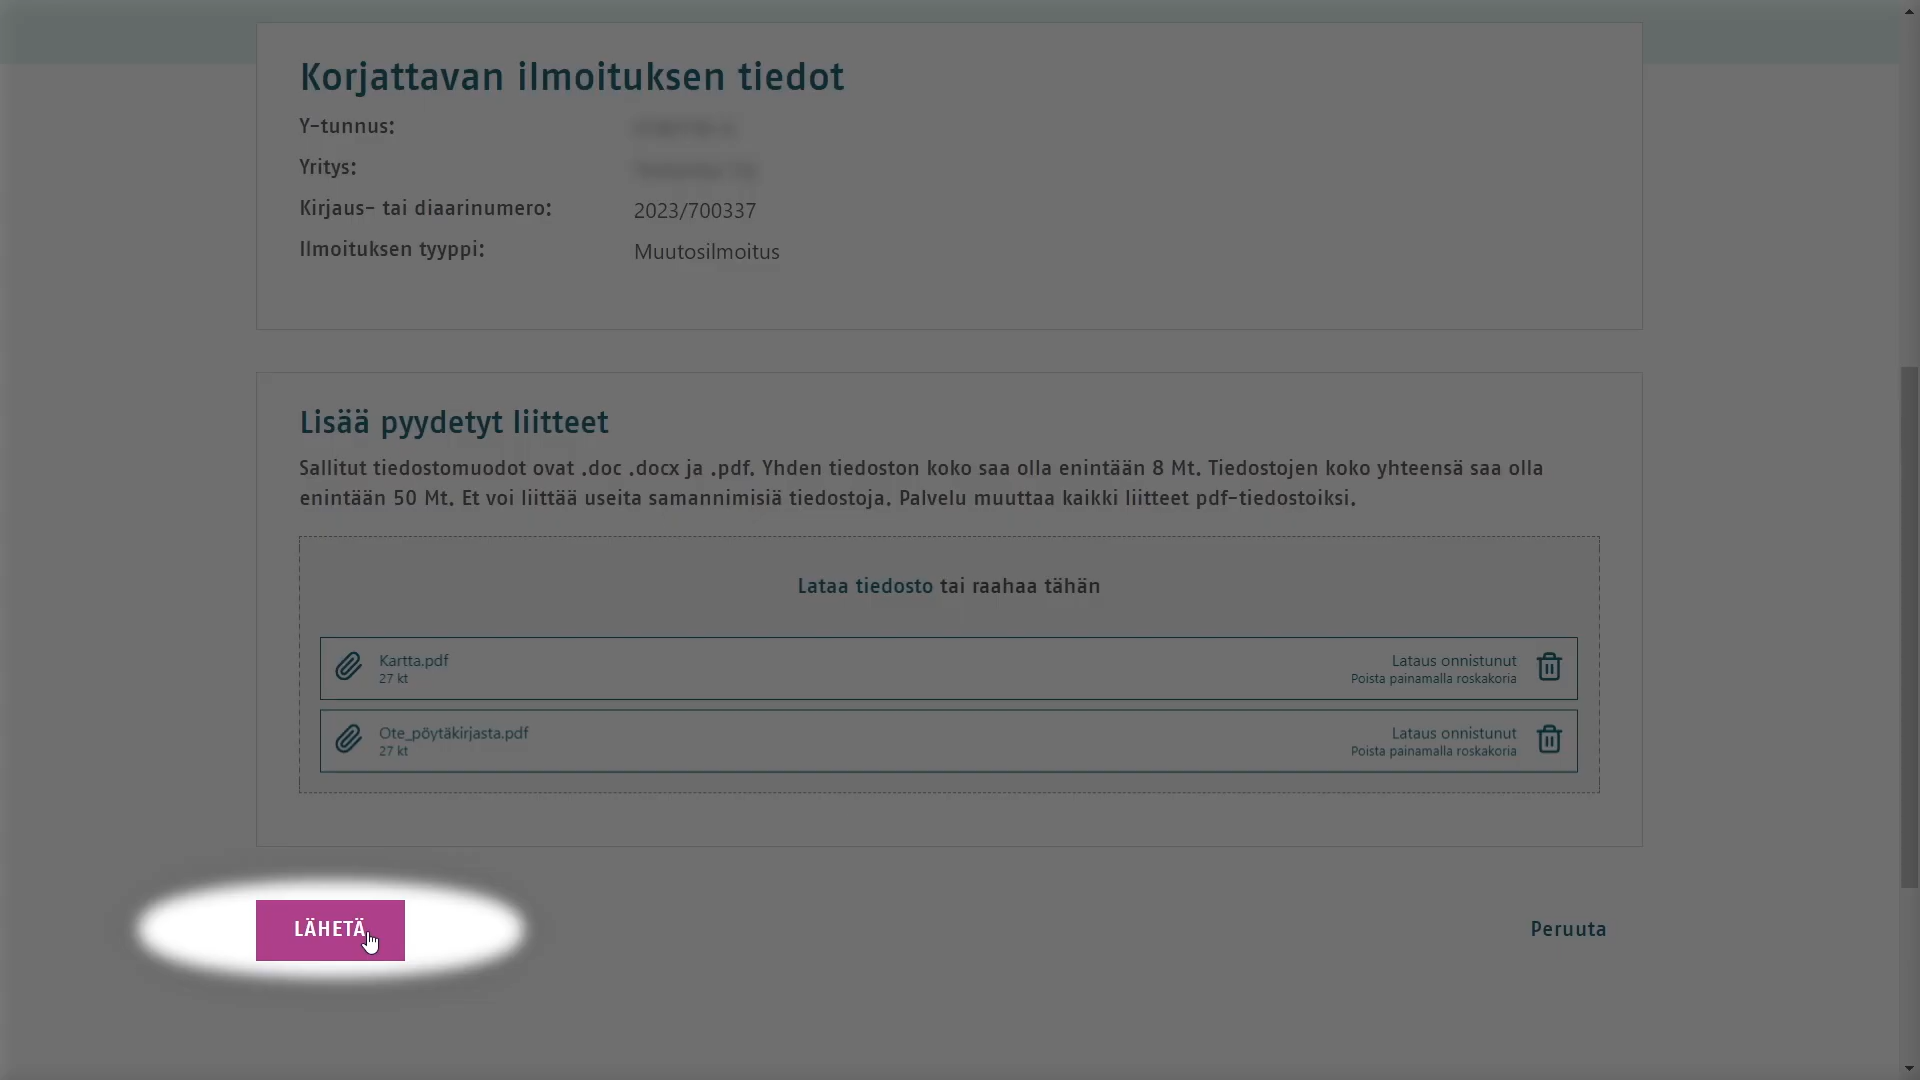 Korjattavan ilmoituksen tiedot
Y-tunnus:
Yritys:
Kirjaus- tai diaarinumero: 2023/700337
Ilmoituksen tyyppi: Muutosilmoitus
Lisää pyydetyt liitteet
Sallitut tiedostomuodot ovat .doc .docx ja .pdf. Yhden tiedoston koko saa olla enintään 8 Mt. Tiedostojen koko yhteensä saa olla
enintään 50 Mt. Et voi liittää useita samannimisiä tiedostoja. Palvelu muuttaa kaikki liitteet pdf-tiedostoiksi.
Lataa tiedosto tai raahaa tähän
Kartta.pdf Lataus onnistunut
27 kt Poista painamalla roskakoria
Ote_pöytäkirjasta.pdf Lataus onnistunut
27 kt Poista painamalla roskakoria
LÄHETÄ Peruuta